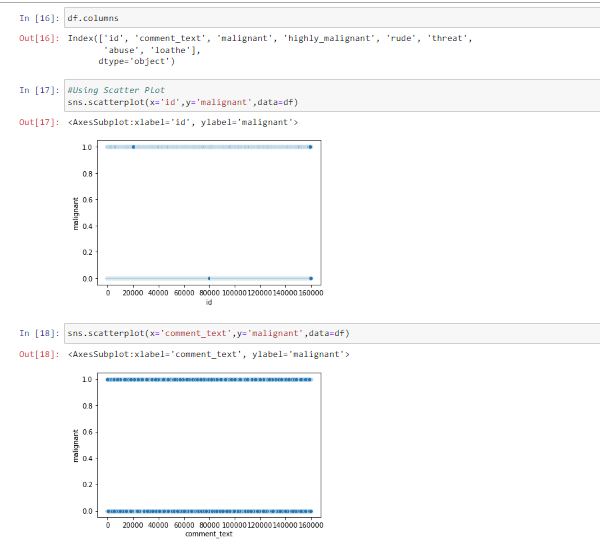 In [16]: df.columns
Out[16]: Index(['id', 'comment_text', 'malignant', 'highly_malignant', 'rude', 'threat',
'abuse', 'loathe'],
dtype='object')
In [17]: #Using Scatter Plot
sns.scatterplot(x='id',y='malignant',data=df)
Out[17]: <AxesSubplot:xlabel='id', ylabel='malignant'>
1.0
0.8
0.6
0.4
0.2
0.0
malignant
0 20000 40000 60000 80000 100000 120000 140000 160000
id
In [18]: sns.scatterplot(x='comment_text',y='malignant',data=df)
Out[18]: <AxesSubplot:xlabel='comment_text', ylabel='malignant'>
1.0
0.8
0.6
0.4
0.2
0.0
malignant
0 20000 40000 60000 80000 100000 120000 140000 160000
comment_text